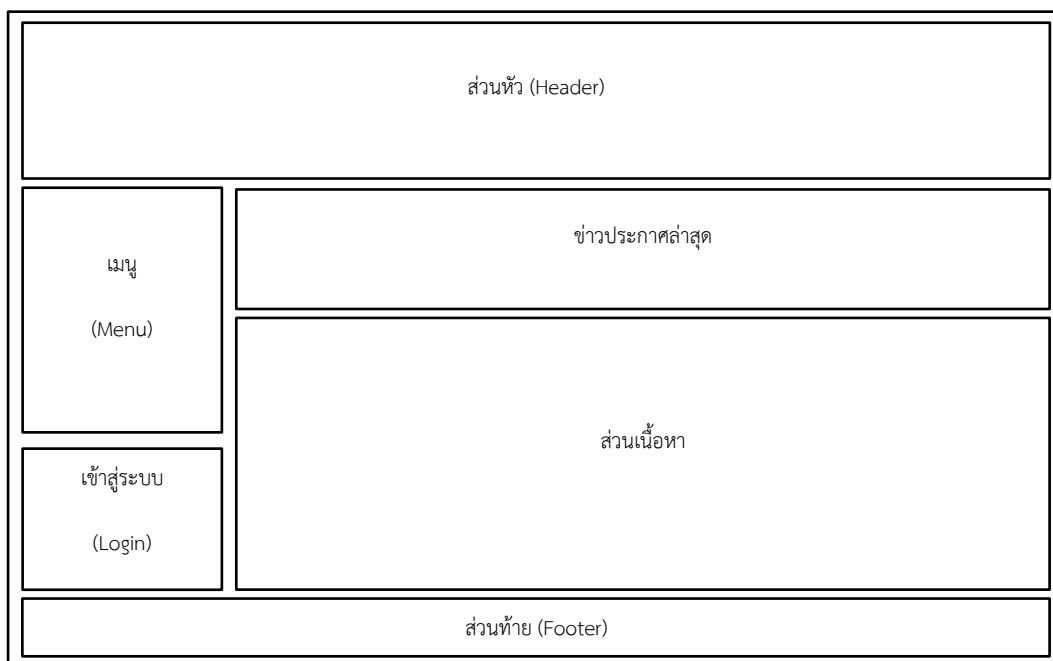 ส่วนหัว (Header)
เมนู
(Menu)
ข่าวประกาศล่าสุด
ส่วนเนื้อหา
เข้าสู่ระบบ
(Login)
ส่วนท้าย (Footer)